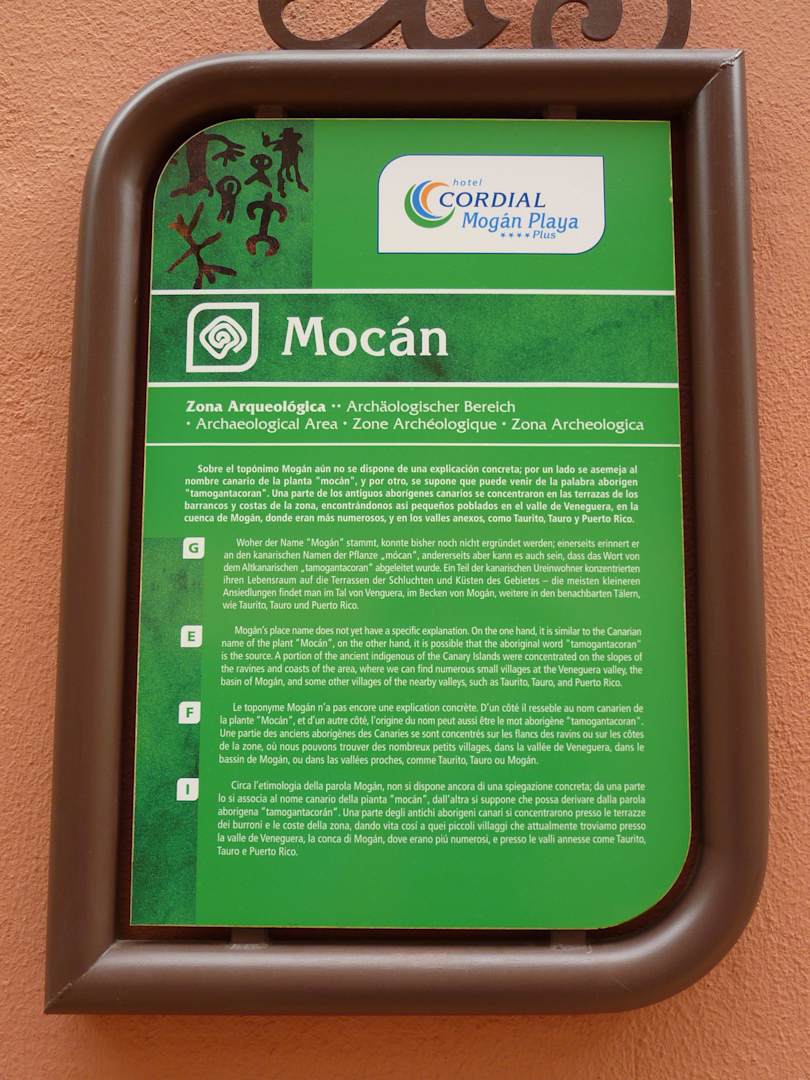 hotel
CORDIAL
Mogán Playa
★★★★ Plus
Mocán
Zona Arqueológica •• Archäologischer Bereich
• Archaeological Area • Zone Archéologique • Zona Archeologica
Sobre el topónimo Mogán aún no se dispone de una explicación concreta; por un lado se asemeja al
nombre canario de la planta "mocán", y por otro, se supone que puede venir de la palabra aborigen
"tamogantacoran". Una parte de los antiguos aborígenes canarios se concentraron en las terrazas de los
barrancos y costas de la zona, encontrándonos asi pequeños poblados en el valle de Veneguera, en la
cuenca de Mogán, donde eran más numerosos, y en los valles anexos, como Taurito, Tauro y Puerto Rico.
G
Woher der Name "Mogán" stammt, konnte bisher noch nicht ergründet werden; einerseits erinnert er
an den kanarischen Namen der Pflanze „mócan", andererseits aber kann es auch sein, dass das Wort von
dem Altkanarischen „tamogantacoran" abgeleitet wurde. Ein Teil der kanarischen Ureinwohner konzentrierten
ihren Lebensraum auf die Terrassen der Schluchten und Küsten des Gebietes – die meisten kleineren
Ansiedlungen findet man im Tal von Venguera, im Becken von Mogán, weitere in den benachbarten Tälern,
wie Taurito, Tauro und Puerto Rico.
E
Mogán's place name does not yet have a specific explanation. On the one hand, it is similar to the Canarian
name of the plant "Mocán", on the other hand, it is possible that the aboriginal word "tamogantacoran"
is the source. A portion of the ancient indigenous of the Canary Islands were concentrated on the slopes of
the ravines and coasts of the area, where we can find numerous small villages at the Veneguera valley, the
basin of Mogán, and some other villages of the nearby valleys, such as Taurito, Tauro, and Puerto Rico.
F
Le toponyme Mogán n'a pas encore une explication concrète. D'un côté il resseble au nom canarien de
la plante "Mocán", et d'un autre côté, l'origine du nom peut aussi être le mot aborigène "tamogantacoran".
Une partie des anciens aborigènes des Canaries se sont concentrés sur les flancs des ravins ou sur les côtes
de la zone, où nous pouvons trouver des nombreux petits villages, dans la vallée de Veneguera, dans le
bassin de Mogán, ou dans las vallées proches, comme Taurito, Tauro ou Mogán.
I
Circa l'etimologia della parola Mogán, non si dispone ancora di una spiegazione concreta; da una parte
lo si associa al nome canario della pianta "mocán", dall'altra si suppone che possa derivare dalla parola
aborigena "tamogantacorán". Una parte degli antichi aborigeni canari si concentrarono presso le terrazze
dei burroni e le coste della zona, dando vita cosí a quei piccoli villaggi che attualmente troviamo presso
la valle de Veneguera, la conca di Mogán, dove erano piú numerosi, e presso le valli annesse come Taurito,
Tauro e Puerto Rico.